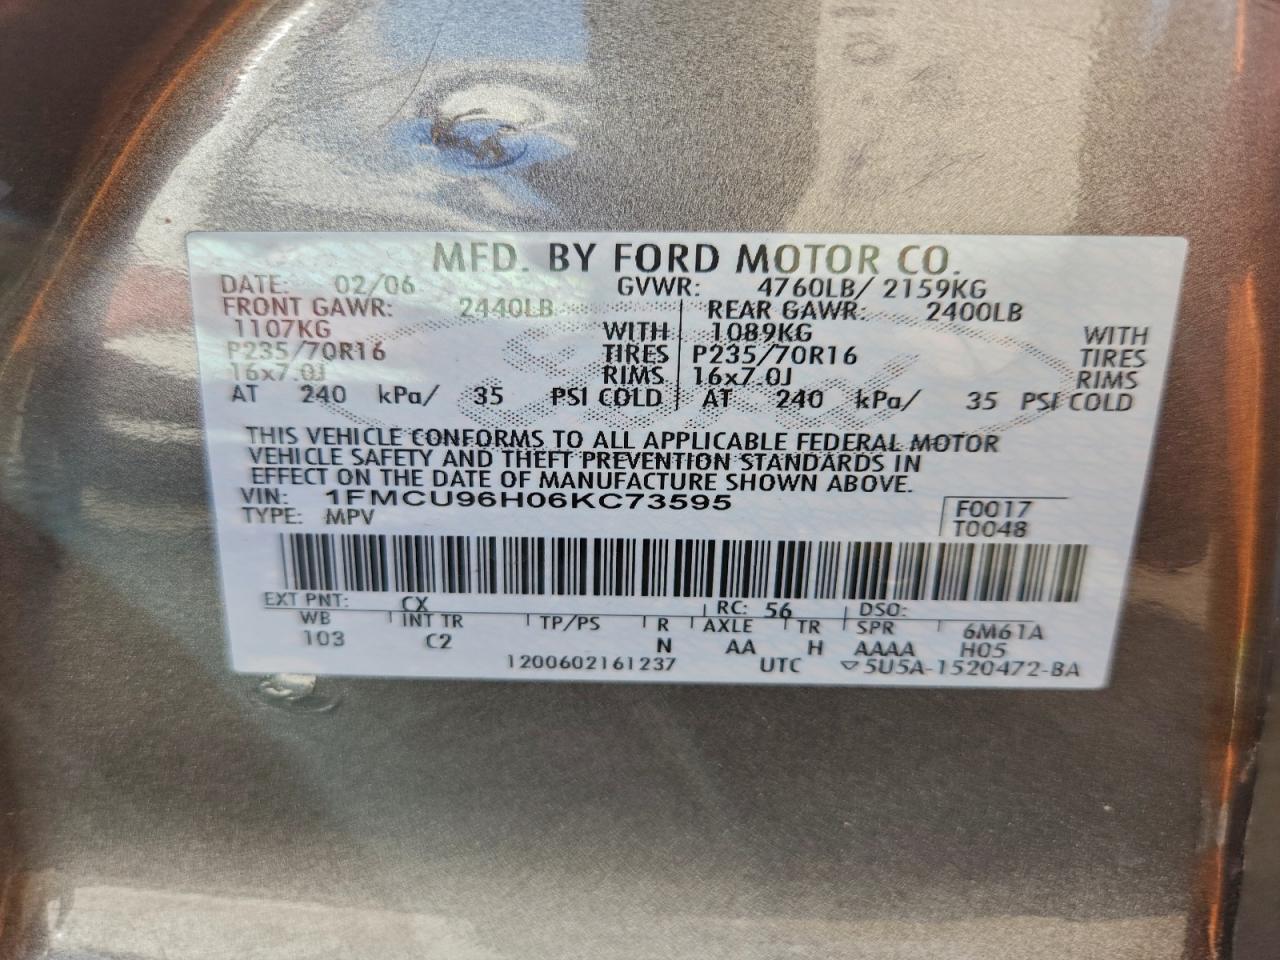 MFD. BY FORD MOTOR CO.
DATE: 02/06 GVWR: 4760LB/ 2159KG
FRONT GAWR: 2440LB REAR GAWR: 2400LB
1107KG WITH 1089KG WITH
P235/70R16 TIRES P235/70R16 TIRES
16x7.0J RIMS 16x7.0J RIMS
AT 240 kPa/ 35 PSI COLD AT 240 kPa/ 35 PSI COLD
THIS VEHICLE CONFORMS TO ALL APPLICABLE FEDERAL MOTOR
VEHICLE SAFETY AND THEFT PREVENTION STANDARDS IN
EFFECT ON THE DATE OF MANUFACTURE SHOWN ABOVE.
VIN: 1FMCU96H06KC73595 F0017
TYPE: MPV T0048
EXT PNT: CX RC: 56 DSO:
WB INT TR TP/PS R AXLE TR SPR 6M61A
103 C2 N AA H AAAA H05
1200602161237 UTC ▽5U5A-1520472-BA